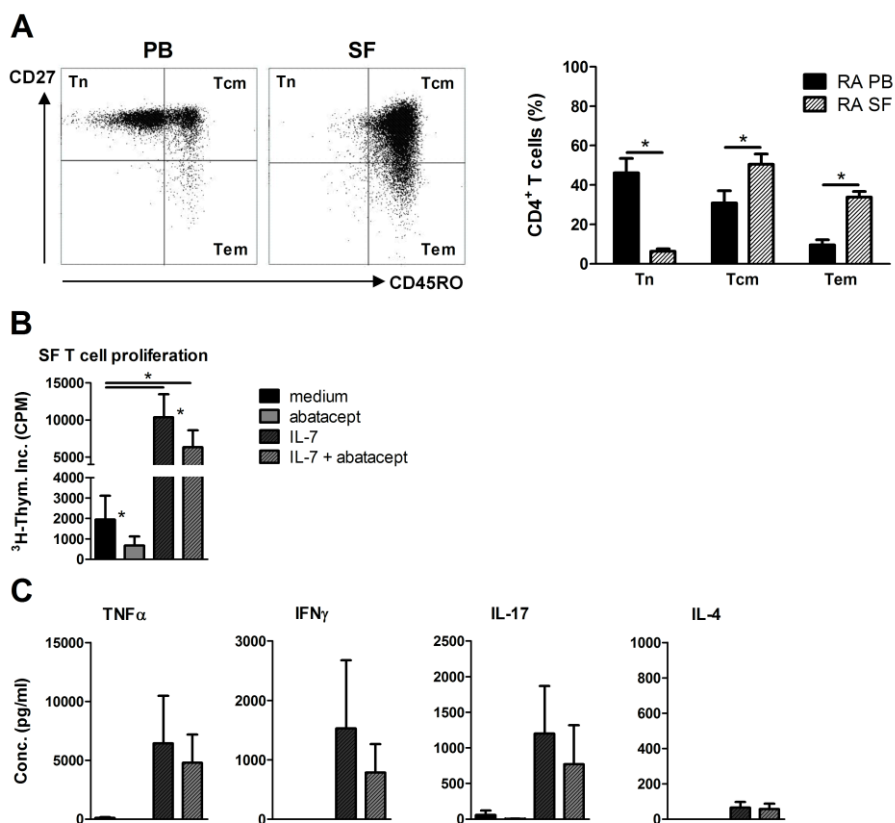 A
PB
SF
CD27
Tn
Tcm
Tem
Tn
Tcm
Tem
CD45RO
CD4+ T cells (%)
100
80
60
40
20
0
* * *
RA PB
RA SF
Tn Tcm Tem
B
SF T cell proliferation
3H-Thym. Inc. (CPM)
15000
10000
5000
4000
3000
2000
1000
0
*
*
*
medium
abatacept
IL-7
IL-7 + abatacept
C
Conc. (pg/ml)
TNFα
15000
10000
5000
0
IFNγ
3000
2000
1000
0
IL-17
2500
2000
1500
1000
500
0
IL-4
1000
800
600
400
200
0